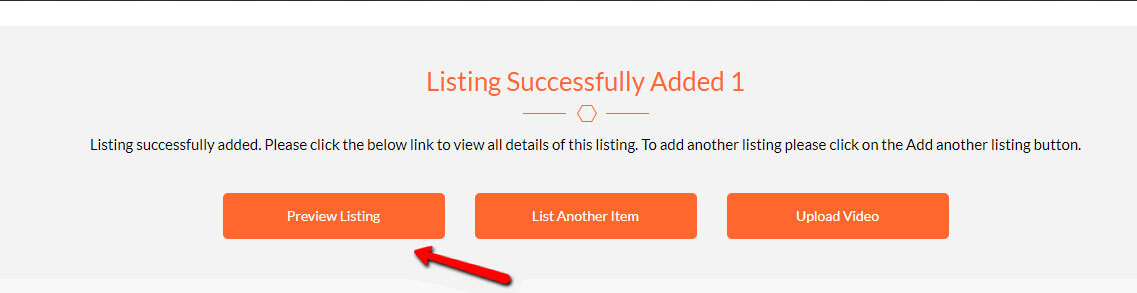 Listing Successfully Added 1
Listing successfully added. Please click the below link to view all details of this listing. To add another listing please click on the Add another listing button.
Preview Listing
List Another Item
Upload Video